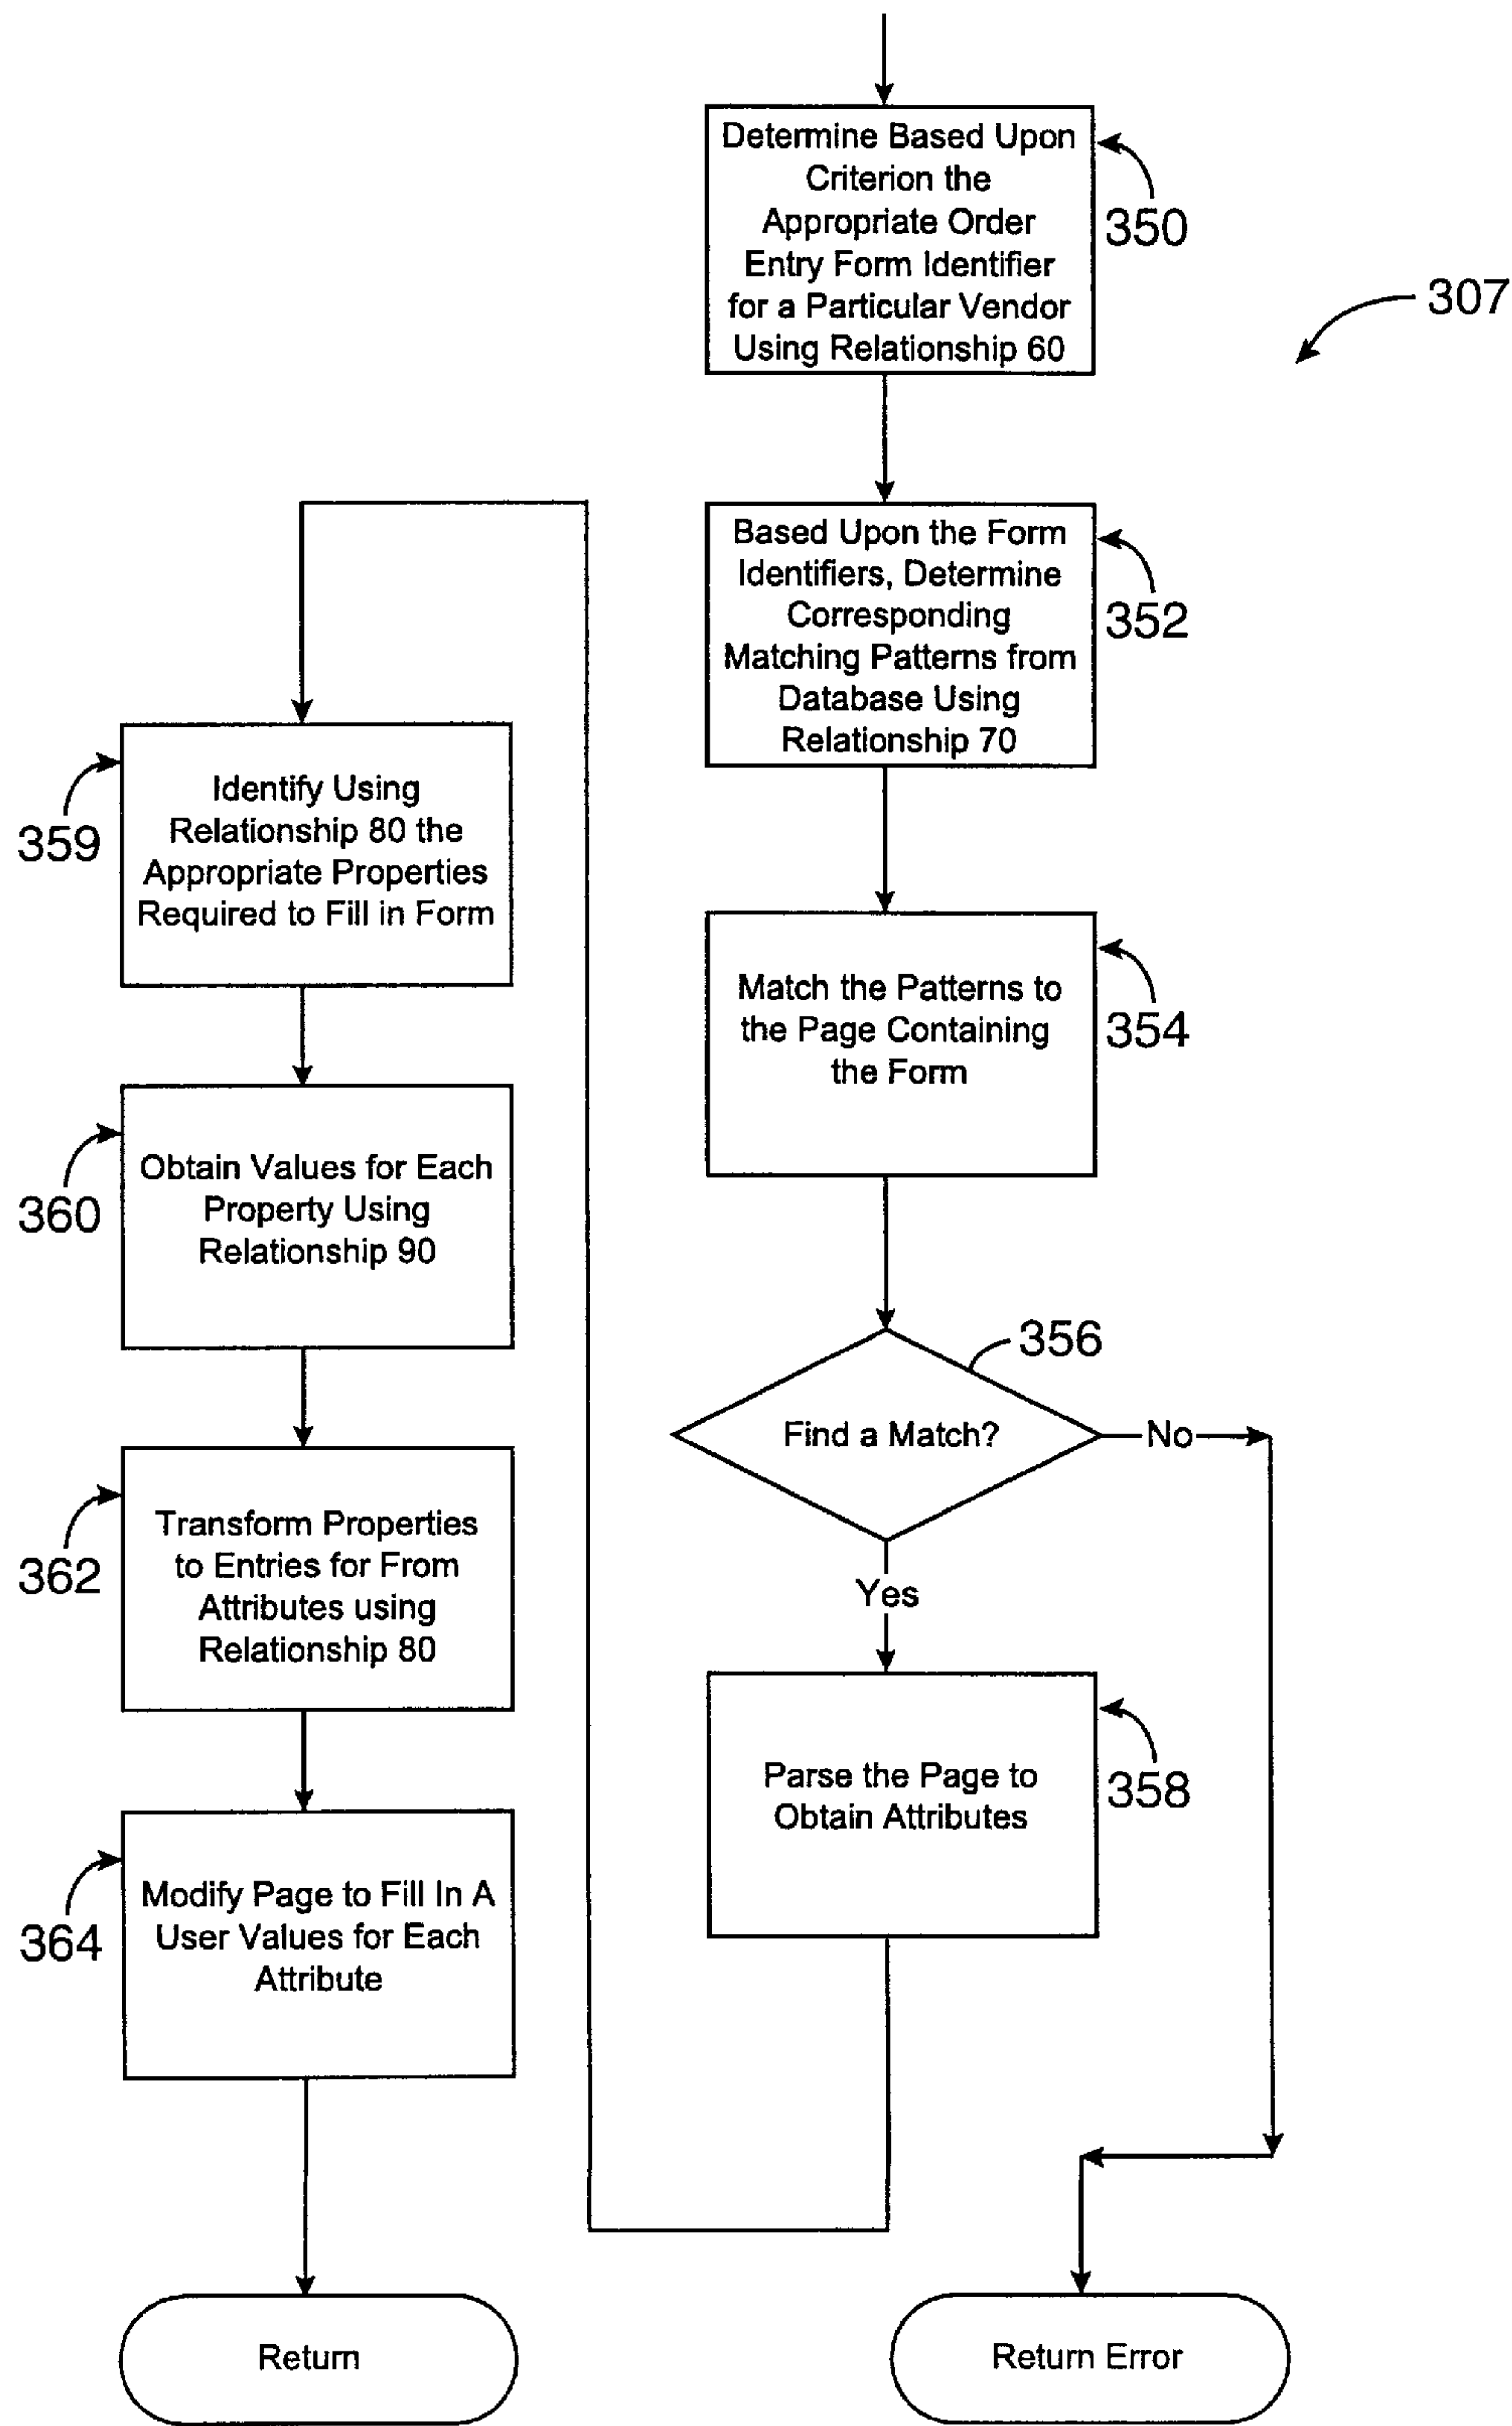 Determine Based Upon
Criterion the
Appropriate Order
Entry Form Identifier
for a Particular Vendor
Using Relationship 60
350
307
Based Upon the Form
Identifiers, Determine
Corresponding
Matching Patterns from
Database Using
Relationship 70
352
Match the Patterns to
the Page Containing
the Form
354
356
Find a Match?
No
Yes
Parse the Page to
Obtain Attributes
358
Identify Using
Relationship 80 the
Appropriate Properties
Required to Fill in Form
359
Obtain Values for Each
Property Using
Relationship 90
360
Transform Properties
to Entries for From
Attributes using
Relationship 80
362
Modify Page to Fill In A
User Values for Each
Attribute
364
Return
Return Error